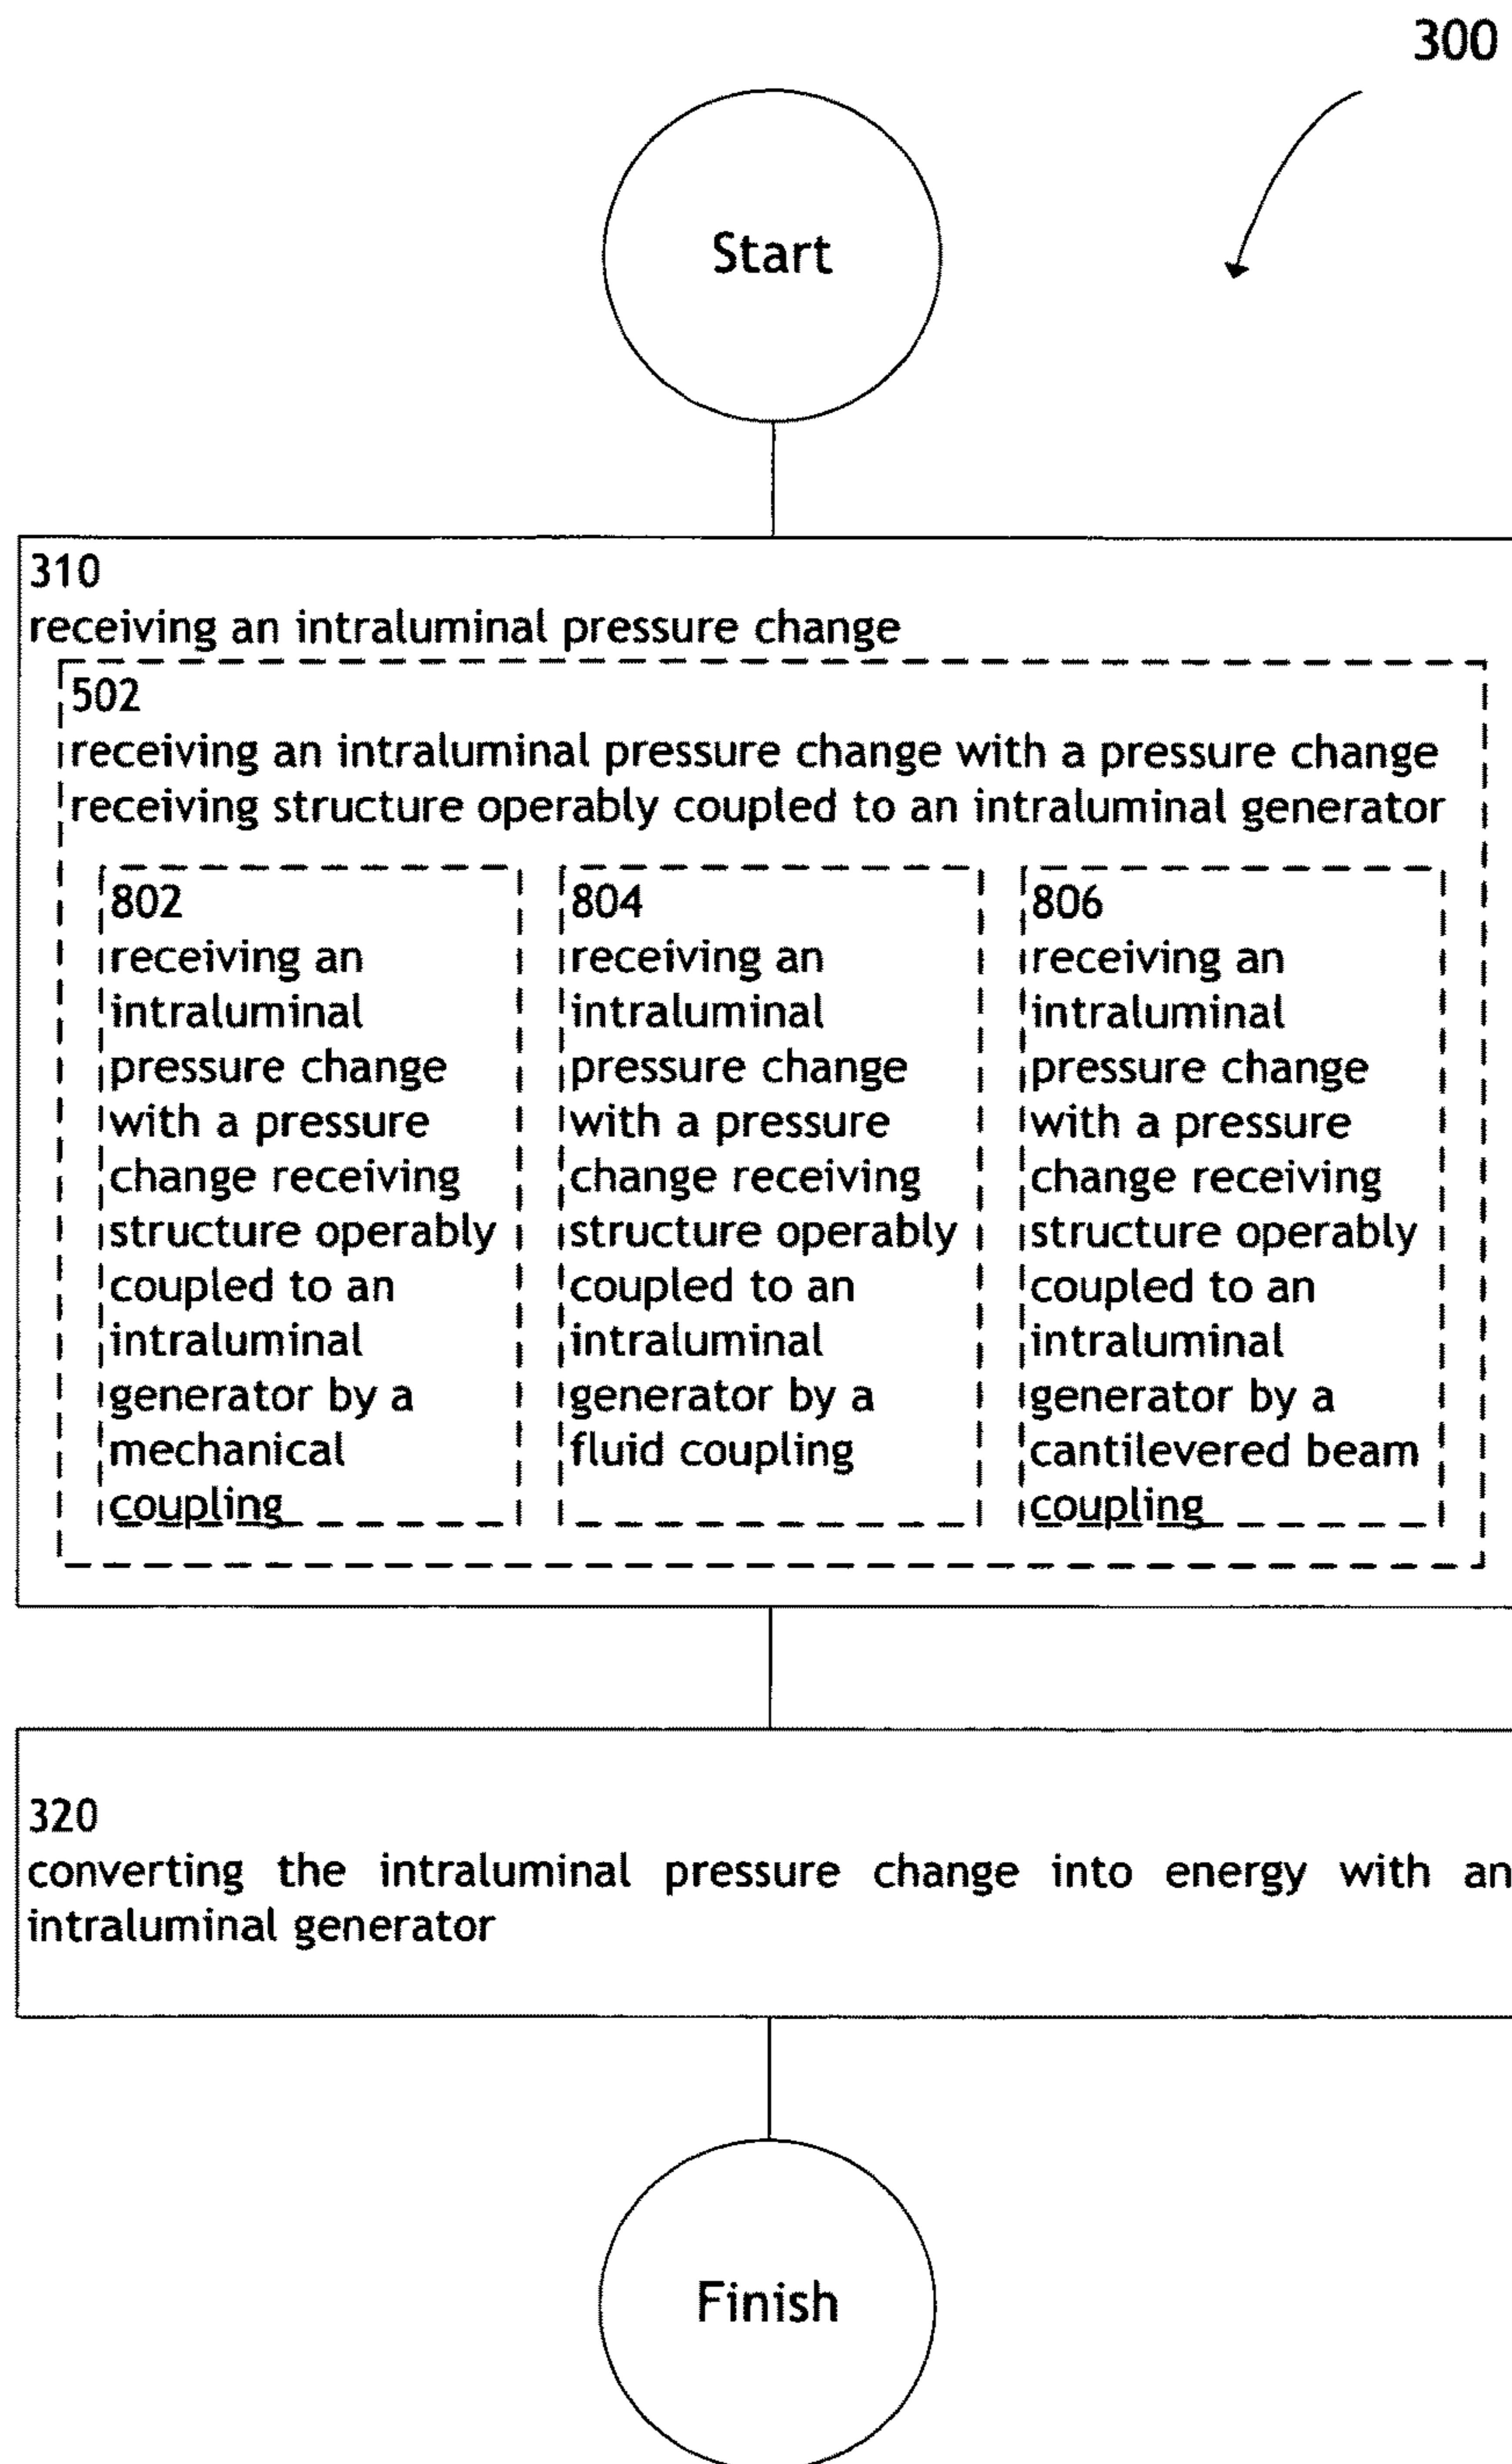 300
Start
310
receiving an intraluminal pressure change
502
receiving an intraluminal pressure change with a pressure change
receiving structure operably coupled to an intraluminal generator
802
receiving an
intraluminal
pressure change
with a pressure
change receiving
structure operably
coupled to an
intraluminal
generator by a
mechanical
coupling
804
receiving an
intraluminal
pressure change
with a pressure
change receiving
structure operably
coupled to an
intraluminal
generator by a
fluid coupling
806
receiving an
intraluminal
pressure change
with a pressure
change receiving
structure operably
coupled to an
intraluminal
generator by a
cantilevered beam
coupling
320
converting the intraluminal pressure change into energy with an
intraluminal generator
Finish